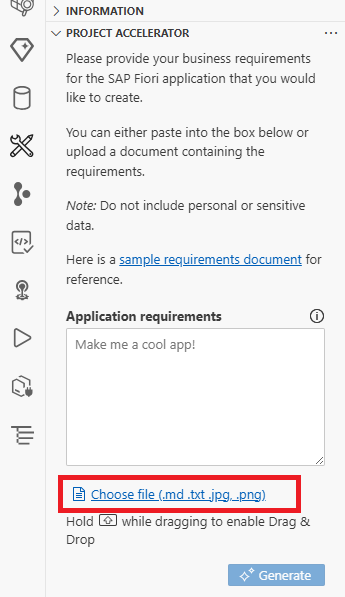 INFORMATION
PROJECT ACCELERATOR
Please provide your business requirements
for the SAP Fiori application that you would
like to create.
You can either paste into the box below or
upload a document containing the
requirements.
Note: Do not include personal or sensitive
data.
Here is a sample requirements document for
reference.
Application requirements
Make me a cool app!
Choose file (.md .txt .jpg, .png)
Hold while dragging to enable Drag &
Drop
Generate